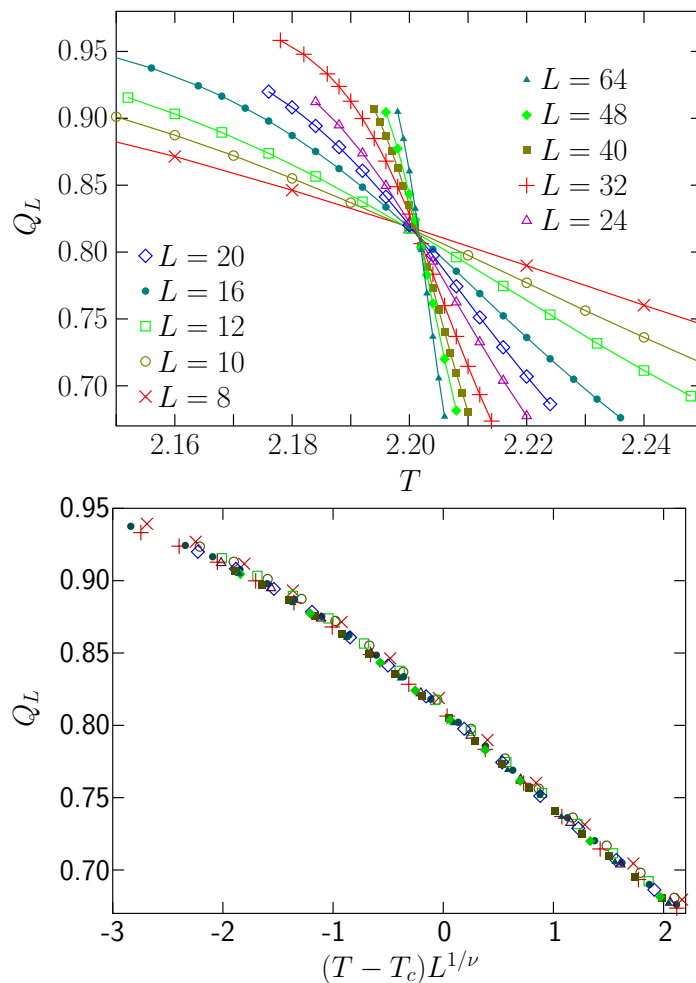 0.95
0.90
0.85
0.80
0.75
0.70
Q_L
L = 64
L = 48
L = 40
L = 32
L = 24
L = 20
L = 16
L = 12
L = 10
L = 8
2.16 2.18 2.20 2.22 2.24
T
0.95
0.90
0.85
0.80
0.75
0.70
Q_L
-3 -2 -1 0 1 2
(T − T_c)L^{1/ν}